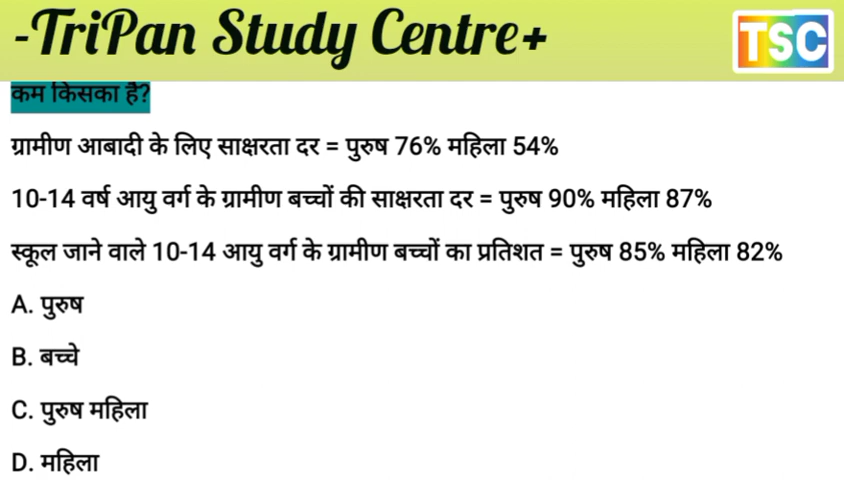 -TriPan Study Centre+
TSC
कम किसका है?
ग्रामीण आबादी के लिए साक्षरता दर = पुरुष 76% महिला 54%
10-14 वर्ष आयु वर्ग के ग्रामीण बच्चों की साक्षरता दर = पुरुष 90% महिला 87%
स्कूल जाने वाले 10-14 आयु वर्ग के ग्रामीण बच्चों का प्रतिशत = पुरुष 85% महिला 82%
A. पुरुष
B. बच्चे
C. पुरुष महिला
D. महिला